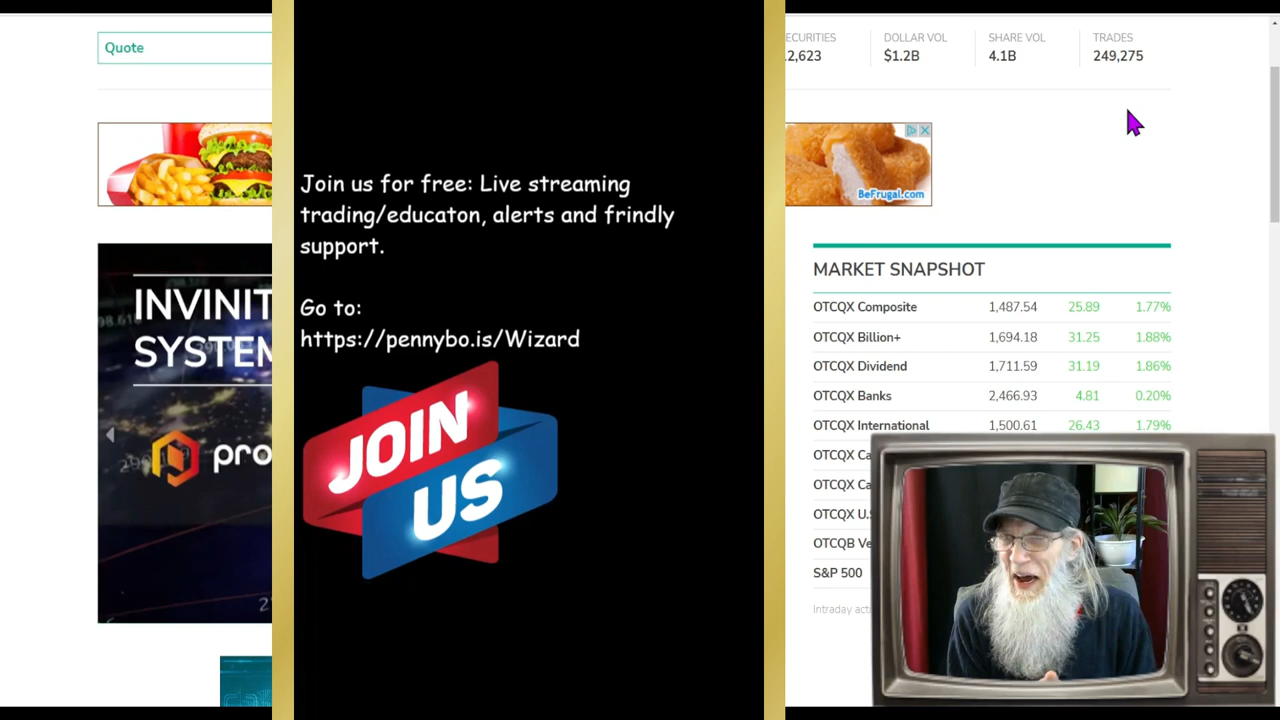 Quote
ECURITIES
2,623
DOLLAR VOL
$1.2B
SHARE VOL
4.1B
TRADES
249,275
BeFrugal.com
Join us for free: Live streaming
trading/educaton, alerts and frindly
support.
Go to:
https://pennybo.is/Wizard
JOIN
US
INVINIT
SYSTEM
pro
MARKET SNAPSHOT
OTCQX Composite 1,487.54 25.89 1.77%
OTCQX Billion+ 1,694.18 31.25 1.88%
OTCQX Dividend 1,711.59 31.19 1.86%
OTCQX Banks 2,466.93 4.81 0.20%
OTCQX International 1,500.61 26.43 1.79%
OTCQX Ca
OTCQX Ca
OTCQX U.
OTCQB Ve
S&P 500
Intraday acti